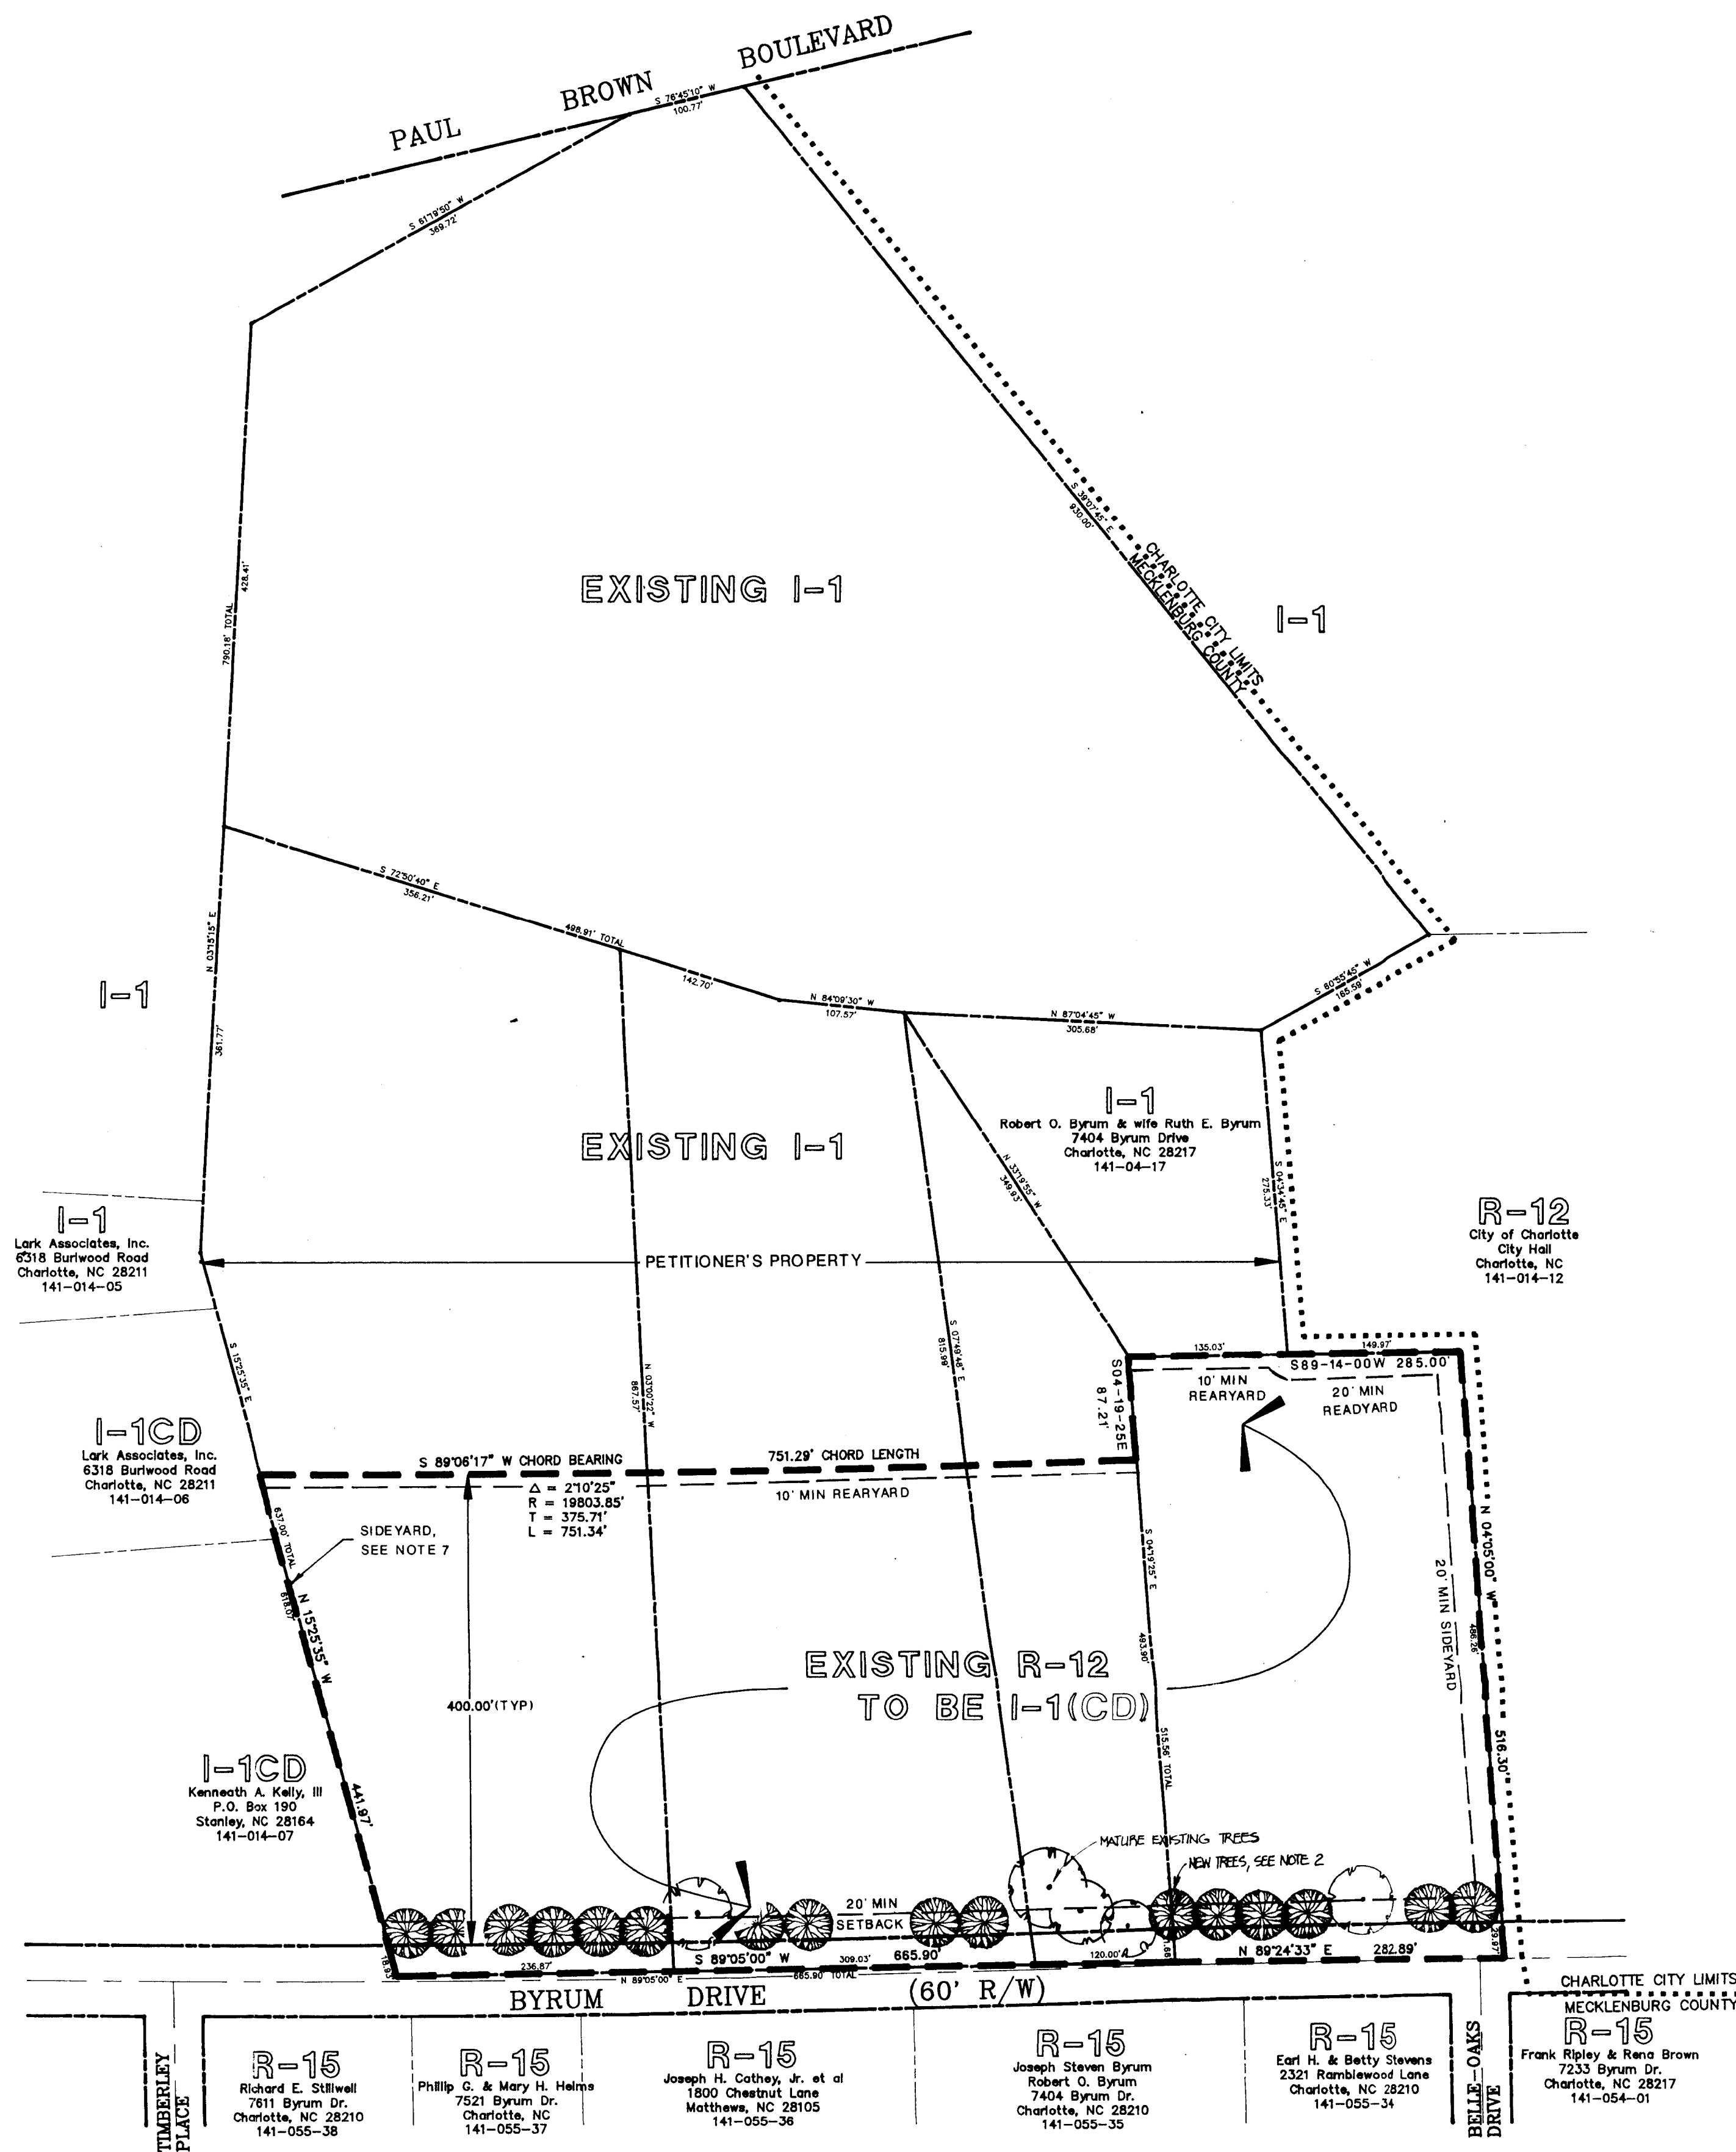 PAUL BROWN BOULEVARD
S 76°45'10" W
100.77'
S 61°19'50" W
369.72'
S 39°07'45" E
930.00'
CHARLOTTE CITY LIMITS
MECKLENBURG COUNTY
EXISTING I-1
I-1
428.41'
790.18' TOTAL
N 03°15'15" E
361.77'
S 72°50'40" E
356.21'
498.91' TOTAL
142.70'
N 84°09'30" W
107.57'
N 87°04'45" W
305.68'
S 60°55'45" W
165.59'
I-1
EXISTING I-1
I-1
Robert O. Byrum & wife Ruth E. Byrum
7404 Byrum Drive
Charlotte, NC 28217
141-04-17
N 33°19'55" W
349.93'
S 04°34'45" E
275.33'
I-1
Lark Associates, Inc.
6318 Burlwood Road
Charlotte, NC 28211
141-014-05
PETITIONER'S PROPERTY
R-12
City of Charlotte
City Hall
Charlotte, NC
141-014-12
S 15°25'35" E
N 03°00'22" W
867.57'
S 07°49'48" E
815.99'
S04-19-25E
87.21'
135.03'
149.97'
S89-14-00W 285.00'
10' MIN
REARYARD
20' MIN
READYARD
I-1CD
Lark Associates, Inc.
6318 Burlwood Road
Charlotte, NC 28211
141-014-06
S 89°06'17" W CHORD BEARING
751.29' CHORD LENGTH
Δ = 2°10'25"
R = 19803.85'
T = 375.71'
L = 751.34'
10' MIN REARYARD
637.00' TOTAL
618.07'
SIDEYARD,
SEE NOTE 7
N 15°25'35" W
441.97'
400.00'(TYP)
S 04°19'25" E
493.90'
515.56' TOTAL
N 04°05'00" W
486.26'
516.30'
20' MIN SIDEYARD
EXISTING R-12
TO BE I-1(CD)
I-1CD
Kenneath A. Kelly, III
P.O. Box 190
Stanley, NC 28164
141-014-07
MATURE EXISTING TREES
NEW TREES, SEE NOTE 2
20' MIN
SETBACK
18.93'
236.87'
N 89°05'00" E
S 89°05'00" W
309.03'
665.90'
665.90 TOTAL
120.00'
N 89°24'33" E
282.89'
29.97'
BYRUM DRIVE (60' R/W)
CHARLOTTE CITY LIMITS
MECKLENBURG COUNTY
TIMBERLEY
PLACE
R-15
Richard E. Stillwell
7611 Byrum Dr.
Charlotte, NC 28210
141-055-38
R-15
Phillip G. & Mary H. Helms
7521 Byrum Dr.
Charlotte, NC
141-055-37
R-15
Joseph H. Cathey, Jr. et al
1800 Chestnut Lane
Matthews, NC 28105
141-055-36
R-15
Joseph Steven Byrum
Robert O. Byrum
7404 Byrum Dr.
Charlotte, NC 28210
141-055-35
R-15
Earl H. & Betty Stevens
2321 Ramblewood Lane
Charlotte, NC 28210
141-055-34
BELLE-OAKS
DRIVE
R-15
Frank Ripley & Rena Brown
7233 Byrum Dr.
Charlotte, NC 28217
141-054-01